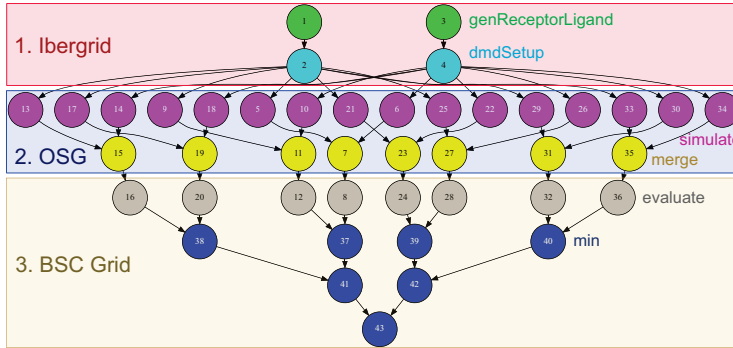 1 3 genReceptorLigand
1. Ibergrid
2 4 dmdSetup
13 17 14 9 18 5 10 21 6 25 22 29 26 33 30 34
simulate
2. OSG
15 19 11 7 23 27 31 35 merge
16 20 12 8 24 28 32 36 evaluate
38 37 39 40 min
3. BSC Grid
41 42
43